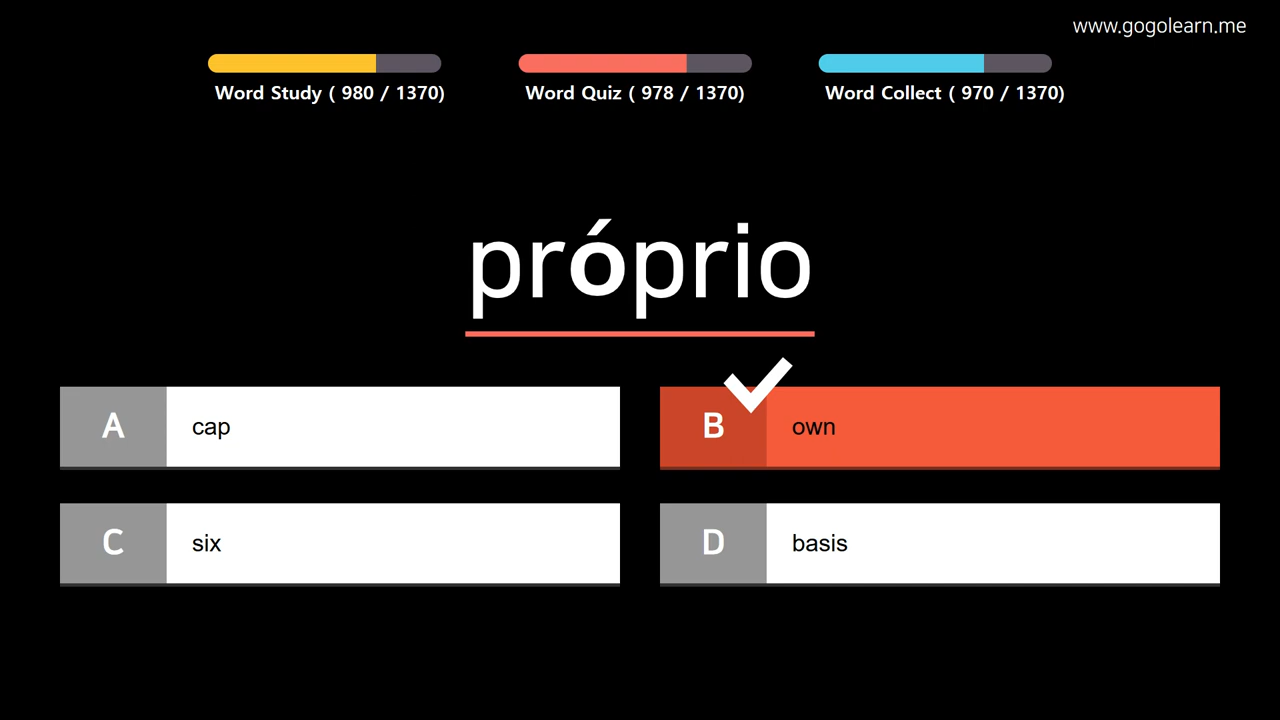 www.gogolearn.me
Word Study ( 980 / 1370)
Word Quiz ( 978 / 1370)
Word Collect ( 970 / 1370)
próprio
A cap
B own
C six
D basis